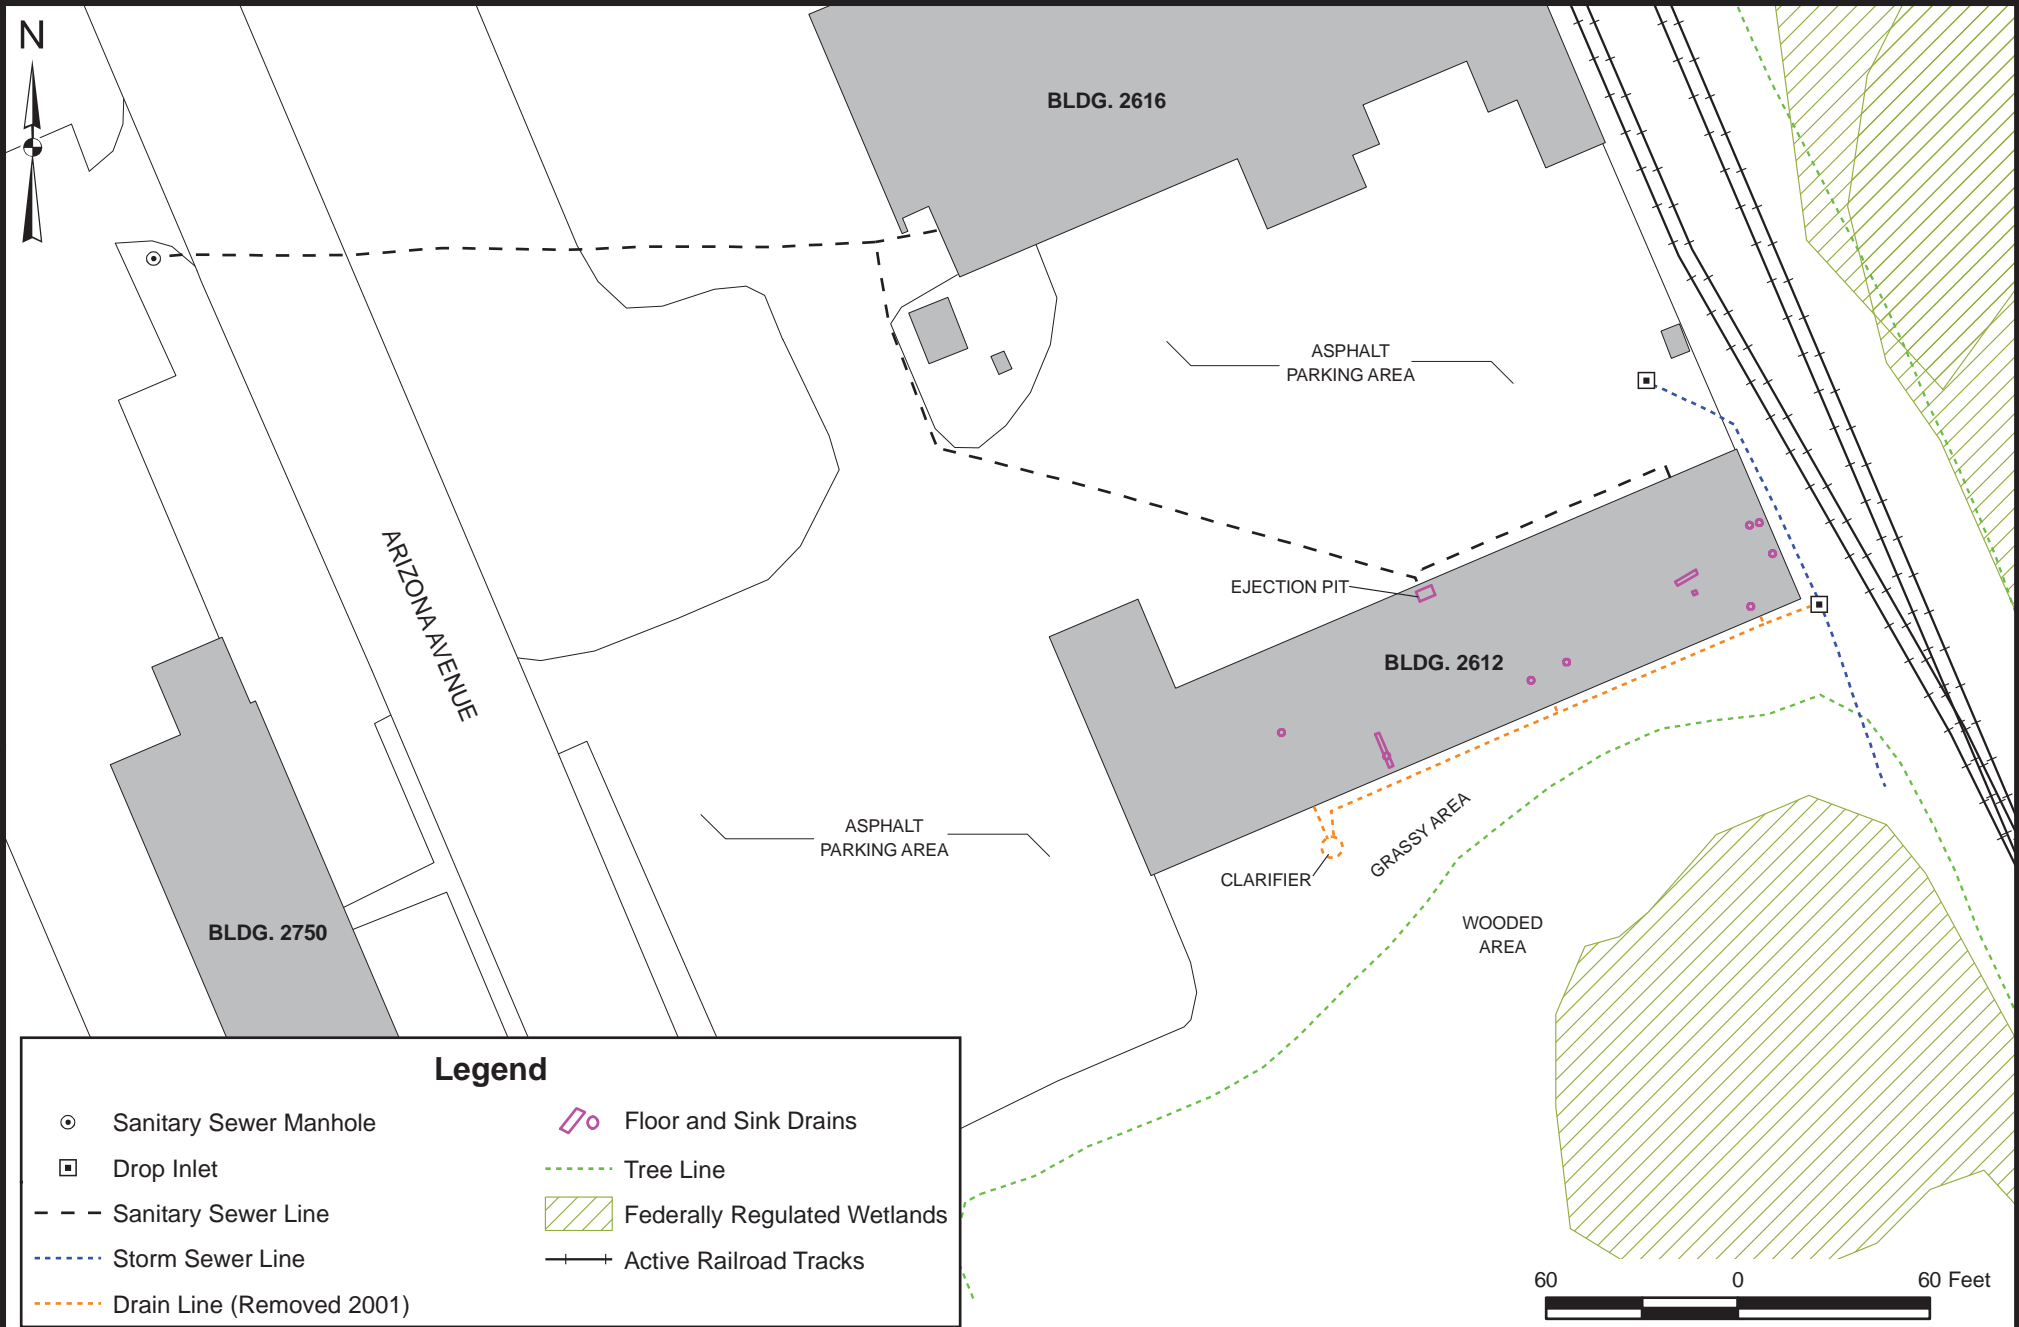 N
BLDG. 2616
ASPHALT
PARKING AREA
ARIZONA AVENUE
EJECTION PIT
BLDG. 2612
ASPHALT
PARKING AREA
GRASSY AREA
CLARIFIER
WOODED
AREA
BLDG. 2750
Legend
Sanitary Sewer Manhole
Drop Inlet
Sanitary Sewer Line
Storm Sewer Line
Drain Line (Removed 2001)
Floor and Sink Drains
Tree Line
Federally Regulated Wetlands
Active Railroad Tracks
60 0 60 Feet